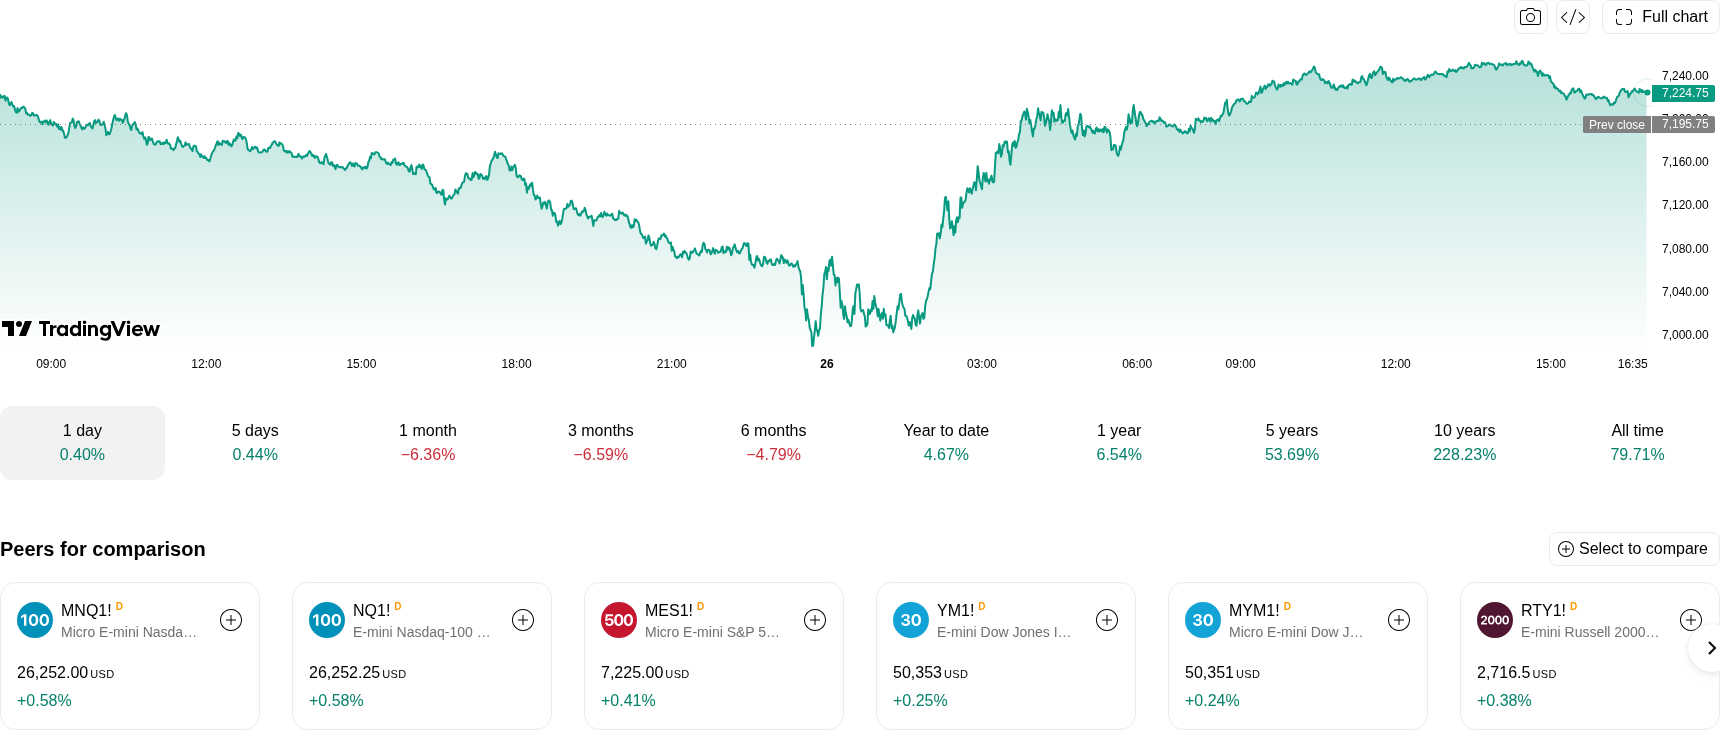 Full chart
7,240.00
7,224.75
Prev close 7,195.75
7,160.00
7,120.00
7,080.00
7,040.00
7,000.00
TradingView
09:00 12:00 15:00 18:00 21:00 26 03:00 06:00 09:00 12:00 15:00 16:35
1 day 5 days 1 month 3 months 6 months Year to date 1 year 5 years 10 years All time
0.40% 0.44% −6.36% −6.59% −4.79% 4.67% 6.54% 53.69% 228.23% 79.71%
Peers for comparison
Select to compare
100 MNQ1! D
Micro E-mini Nasda…
26,252.00 USD
+0.58%
100 NQ1! D
E-mini Nasdaq-100 …
26,252.25 USD
+0.58%
500 MES1! D
Micro E-mini S&P 5…
7,225.00 USD
+0.41%
30 YM1! D
E-mini Dow Jones I…
50,353 USD
+0.25%
30 MYM1! D
Micro E-mini Dow J…
50,351 USD
+0.24%
2000 RTY1! D
E-mini Russell 2000…
2,716.5 USD
+0.38%